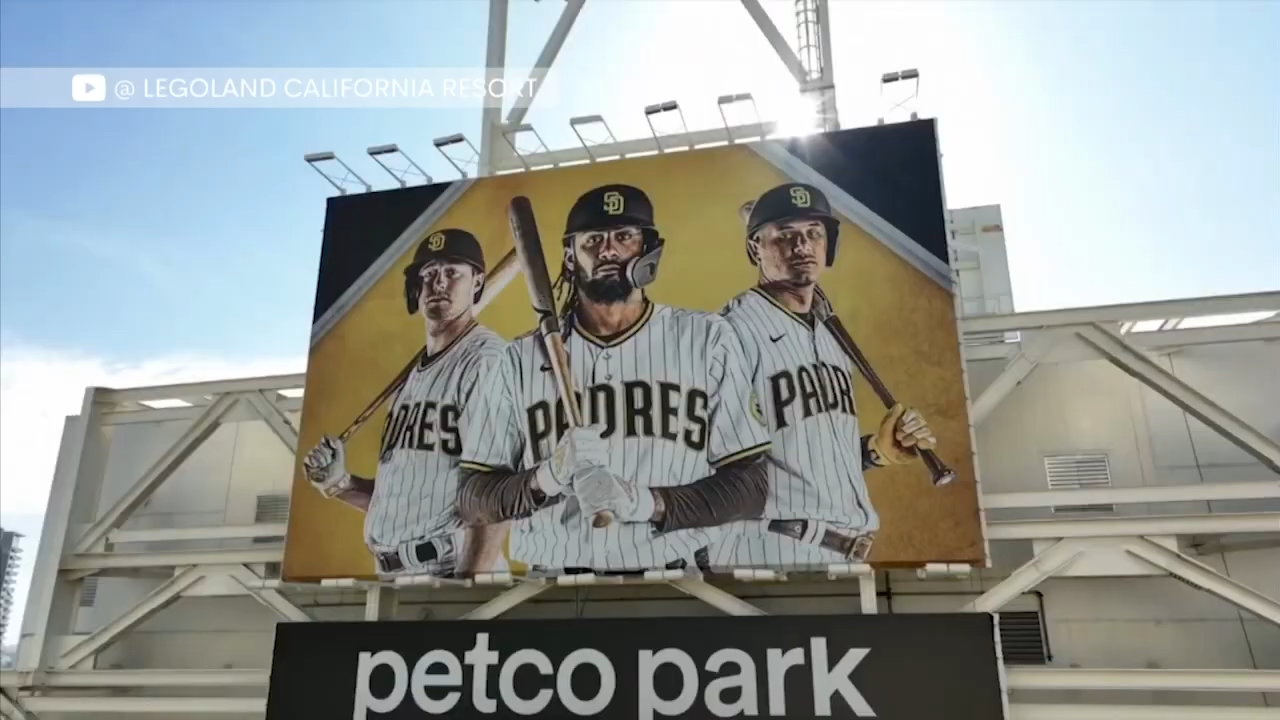 @ LEGOLAND CALIFORNIA RESORT
SD
SD
SD
PADRES
PADRES
PADRES
petco park